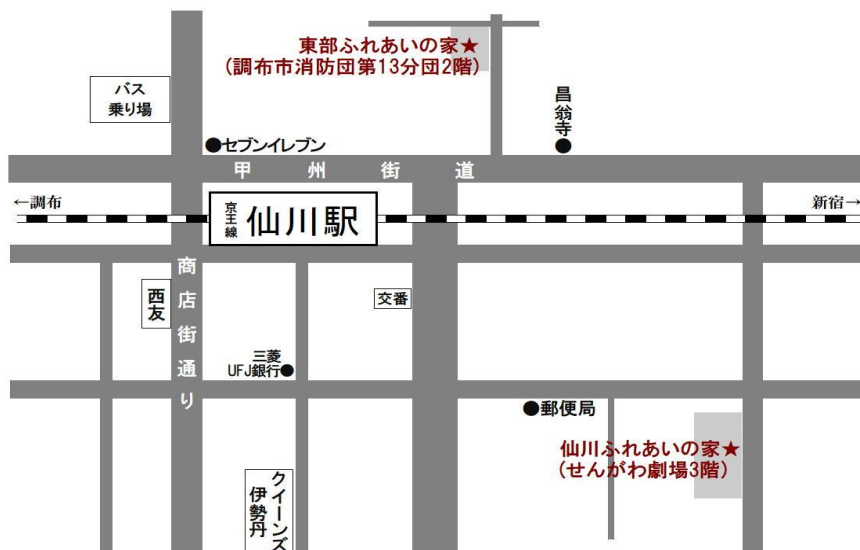 東部ふれあいの家★
(調布市消防団第13分団2階)
バス
乗り場
昌翁寺●
●セブンイレブン
甲州街道
←調布
新宿→
京王線
仙川駅
商店街通り
西友
交番
三菱
UFJ銀行●
●郵便局
仙川ふれあいの家★
(せんがわ劇場3階)
クイーンズ
伊勢丹